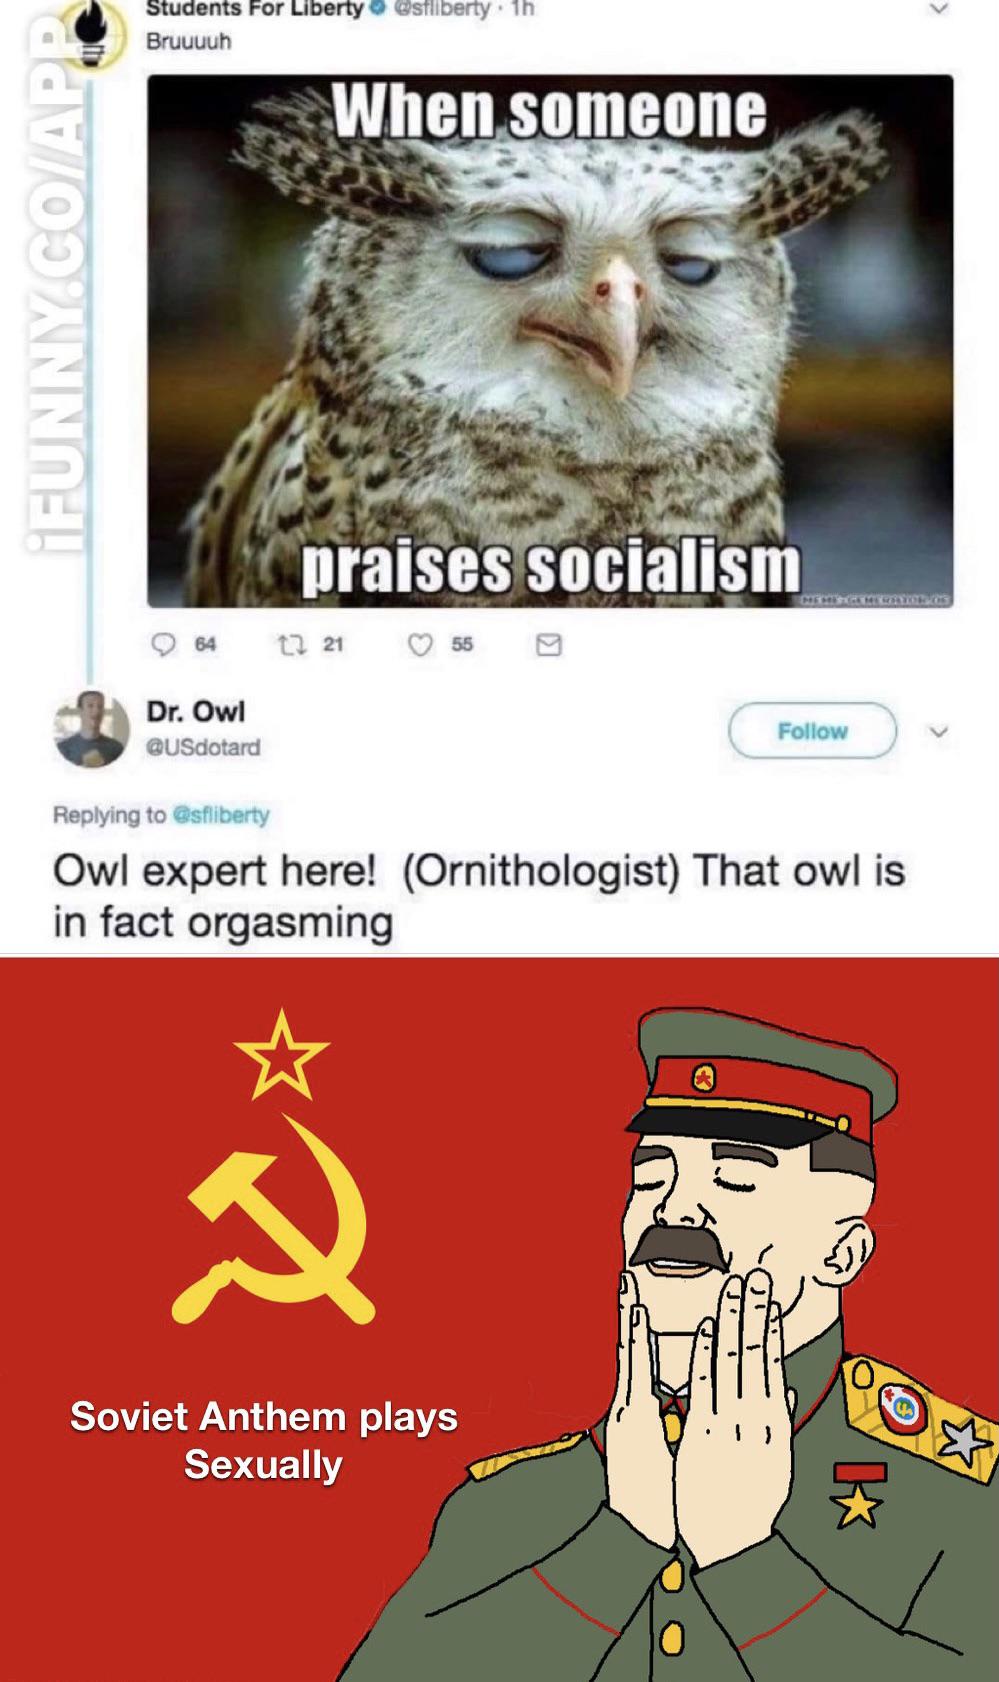 Students For Liberty @sfliberty · 1h
Bruuuuh
iFUNNY.CO//APP
When someone
praises socialism
64 21 55
Dr. Owl
@USdotard
Follow
Replying to @sfliberty
Owl expert here! (Ornithologist) That owl is
in fact orgasming
Soviet Anthem plays
Sexually